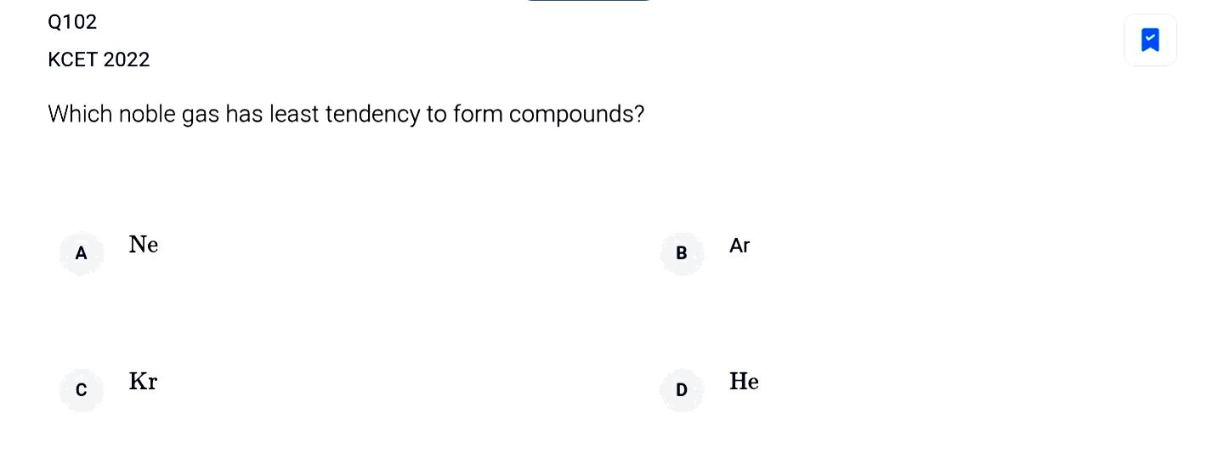 Q102
KCET 2022
Which noble gas has least tendency to form compounds?
A Ne
B Ar
C Kr
D He